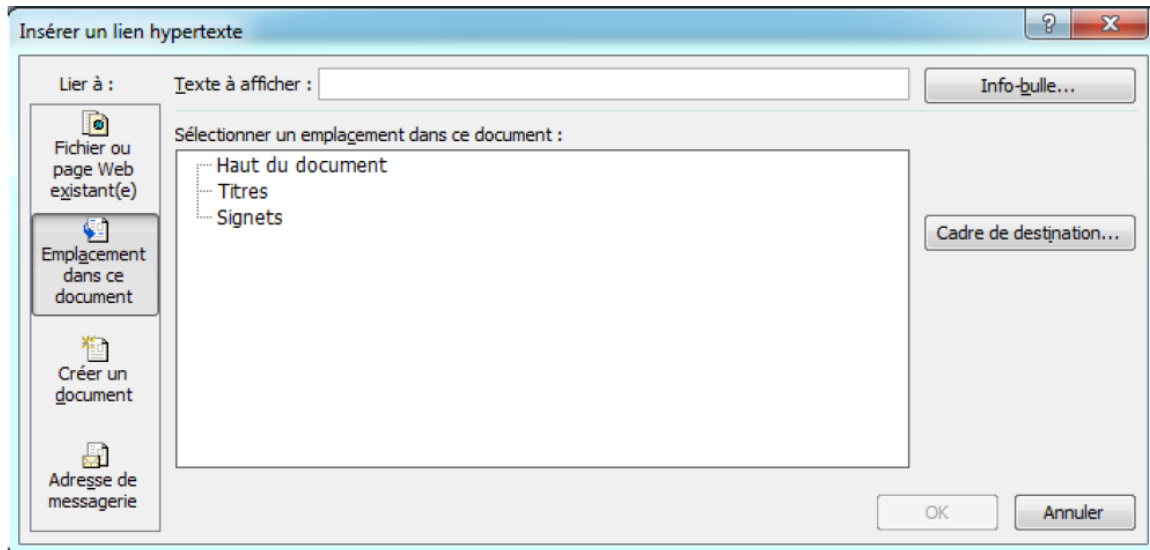 Insérer un lien hypertexte
Lier à :
Texte à afficher :
Info-bulle...
Fichier ou
page Web
existant(e)
Emplacement
dans ce
document
Créer un
document
Adresse de
messagerie
Sélectionner un emplacement dans ce document :
Haut du document
Titres
Signets
Cadre de destination...
OK
Annuler